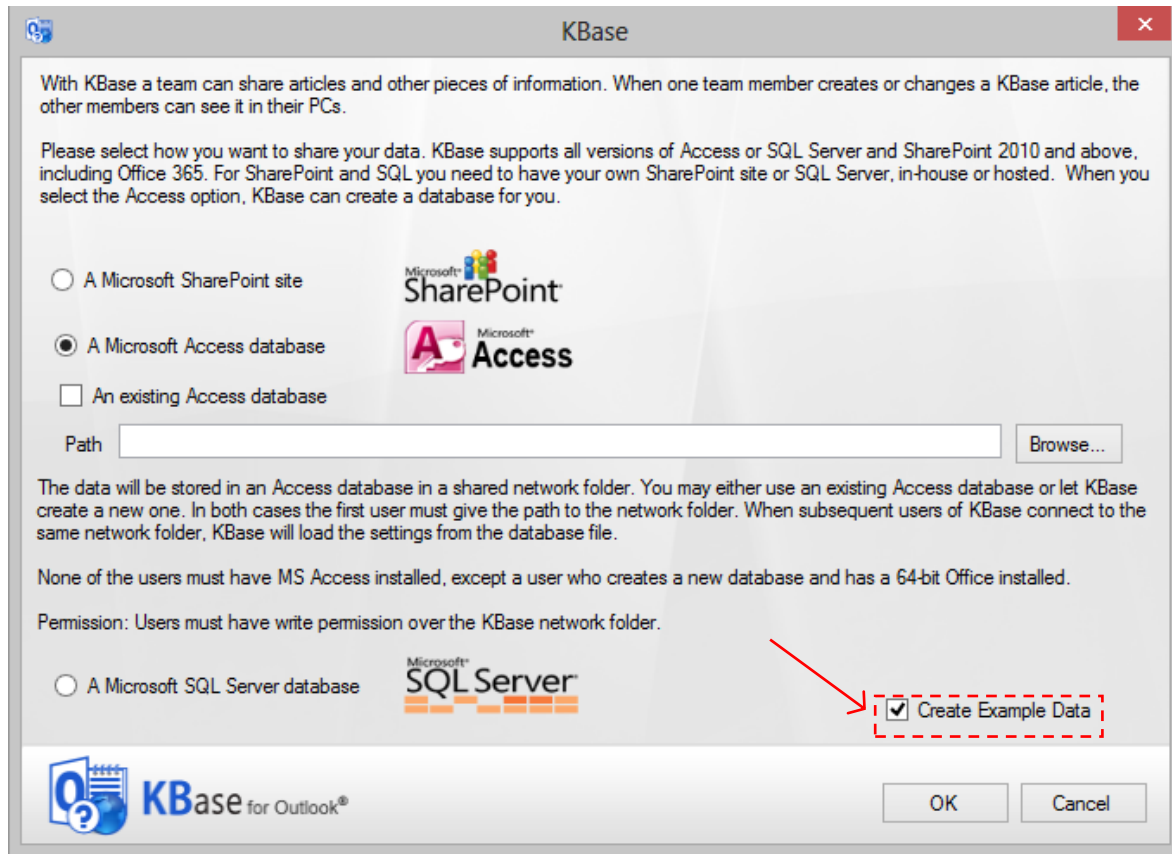 KBase
With KBase a team can share articles and other pieces of information. When one team member creates or changes a KBase article, the
other members can see it in their PCs.
Please select how you want to share your data. KBase supports all versions of Access or SQL Server and SharePoint 2010 and above,
including Office 365. For SharePoint and SQL you need to have your own SharePoint site or SQL Server, in-house or hosted. When you
select the Access option, KBase can create a database for you.
A Microsoft SharePoint site
Microsoft
SharePoint
A Microsoft Access database
Microsoft
Access
An existing Access database
Path
Browse...
The data will be stored in an Access database in a shared network folder. You may either use an existing Access database or let KBase
create a new one. In both cases the first user must give the path to the network folder. When subsequent users of KBase connect to the
same network folder, KBase will load the settings from the database file.
None of the users must have MS Access installed, except a user who creates a new database and has a 64-bit Office installed.
Permission: Users must have write permission over the KBase network folder.
A Microsoft SQL Server database
Microsoft
SQL Server
Create Example Data
KBase for Outlook®
OK
Cancel